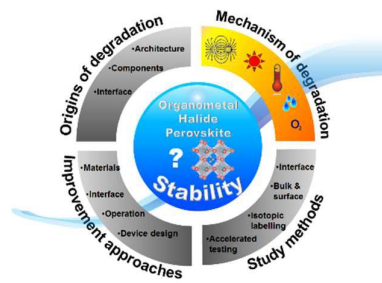 Origins of degradation
•Architecture
•Components
•Interface
Mechanism of degradation
O₂
Organometal
Halide
Perovskite
?
Stability
Improvement approaches
•Materials
•Interface
•Operation
•Device design
Study methods
•Interface
•Bulk &
surface
•Isotopic
labelling
•Accelerated
testing